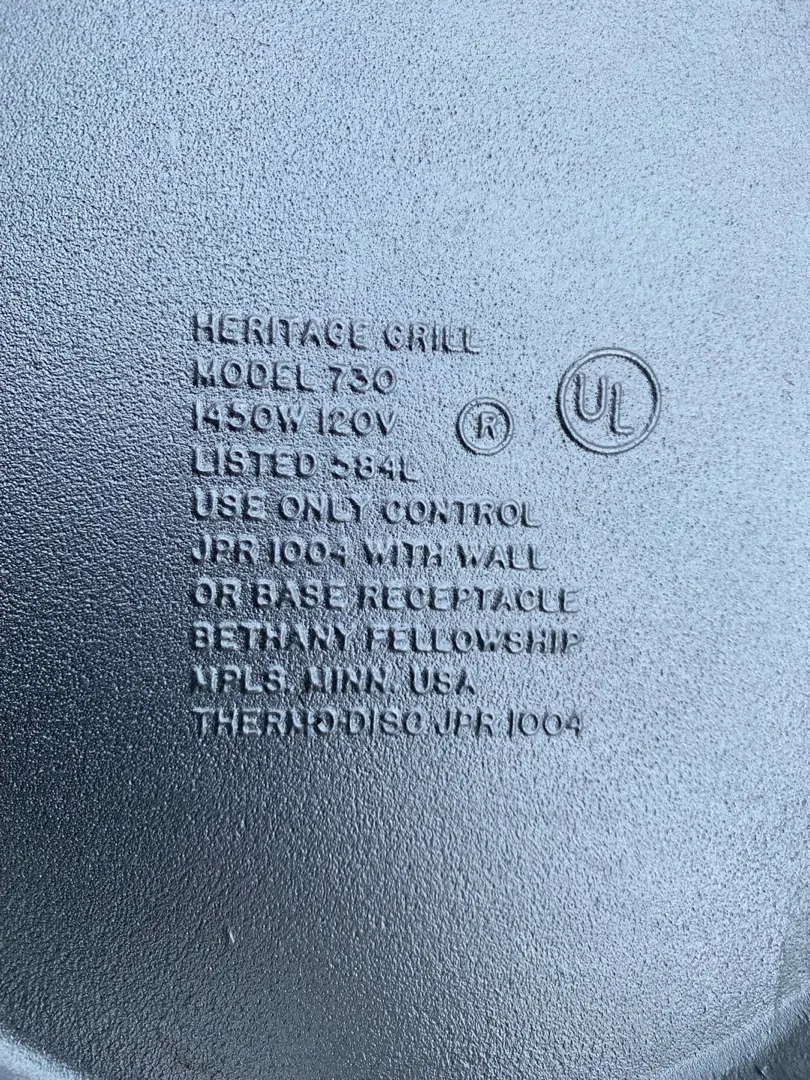 HERITAGE GRILL
MODEL 730
1450W 120V ®
UL
LISTED 584L
USE ONLY CONTROL
JPR 1004 WITH WALL
OR BASE RECEPTACLE
BETHANY FELLOWSHIP
MPLS. MINN. USA
THERMO-DISC JPR 1004